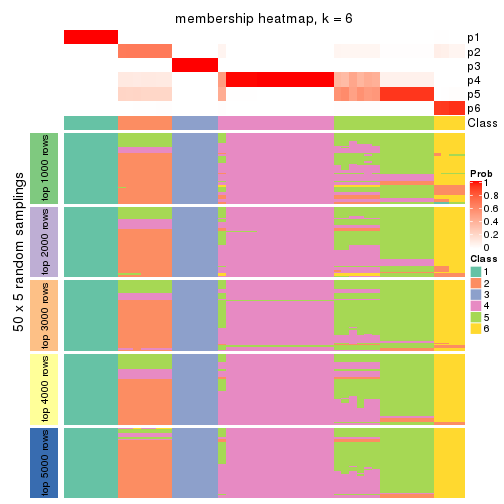 membership heatmap, k = 6
p1
p2
p3
p4
p5
p6
Class
50 x 5 random samplings
top 1000 rows
top 2000 rows
top 3000 rows
top 4000 rows
top 5000 rows
Prob
1
0.8
0.6
0.4
0.2
0
Class
1
2
3
4
5
6